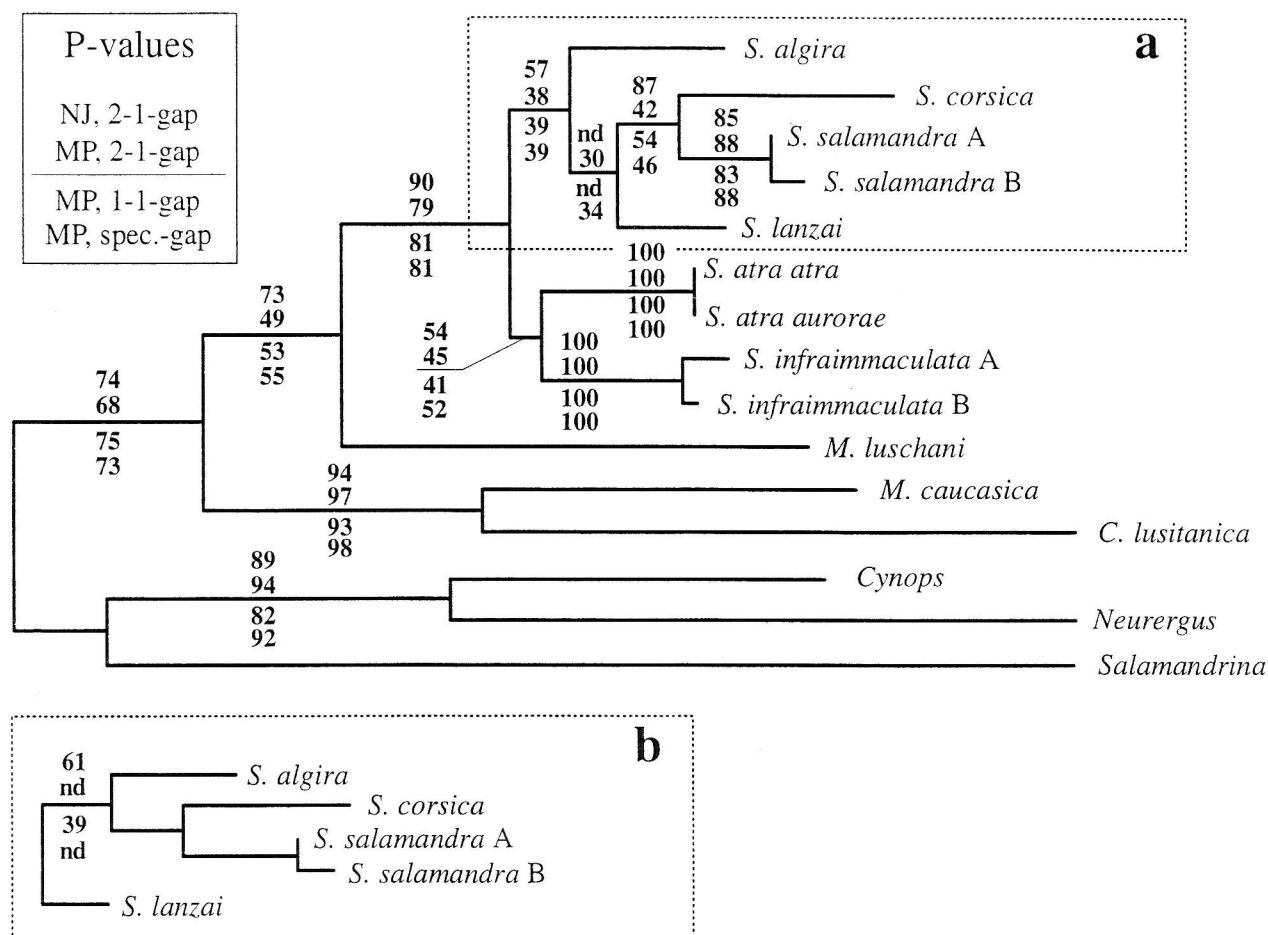 P-values
NJ, 2-1-gap
MP, 2-1-gap
MP, 1-1-gap
MP, spec.-gap
a
S. algira
57
38
39
39
S. corsica
87
42
54
46
nd
30
nd
34
85
88
83
88
S. salamandra A
S. salamandra B
S. lanzai
90
79
81
81
100
100
100
100
S. atra atra
S. atra aurorae
73
49
53
55
54
45
41
52
100
100
100
100
S. infraimmaculata A
S. infraimmaculata B
74
68
75
73
M. luschani
94
97
93
98
M. caucasica
C. lusitanica
89
94
82
92
Cynops
Neurergus
Salamandrina
b
61
nd
39
nd
S. algira
S. corsica
S. salamandra A
S. salamandra B
S. lanzai